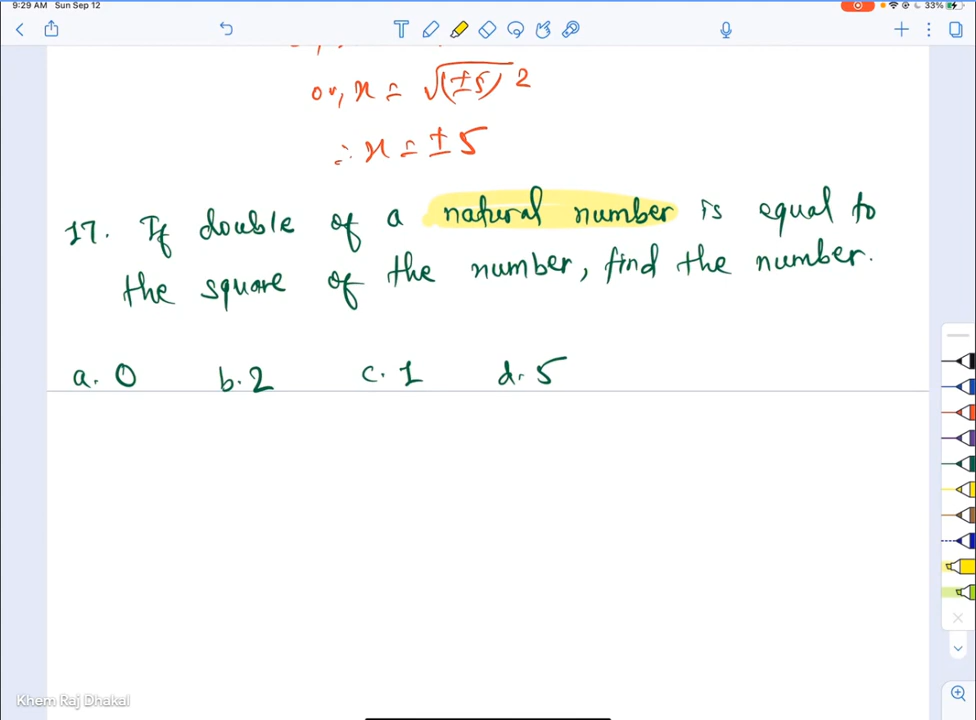 9:29 AM Sun Sep 12
33%
or, x = √(±5)2
∴ x = ±5
17. If double of a natural number is equal to
the square of the number, find the number.
a. 0 b. 2 c. 1 d. 5
Khem Raj Dhakal